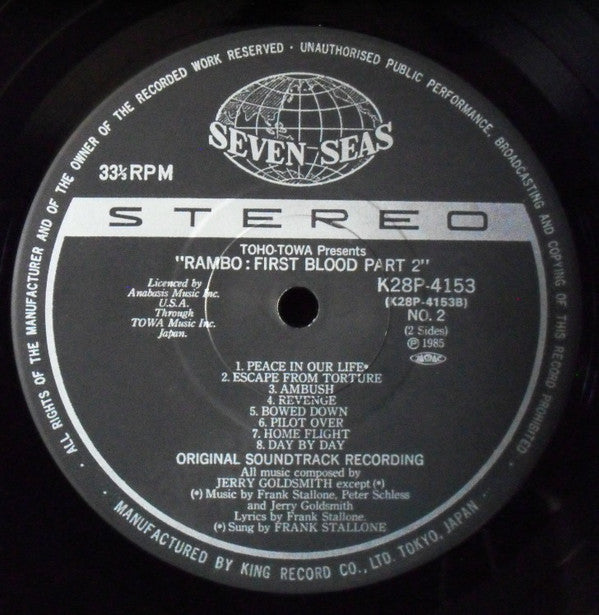 · ALL RIGHTS OF THE MANUFACTURER AND OF THE OWNER OF THE RECORDED WORK RESERVED · UNAUTHORISED PUBLIC PERFORMANCE, BROADCASTING AND COPYING OF THIS RECORD PROHIBITED ·
SEVEN SEAS
33⅓RPM
STEREO
TOHO-TOWA Presents
"RAMBO: FIRST BLOOD PART 2"
Licenced by
Anabasis Music Inc.
U.S.A.
Through
TOWA Music Inc.
Japan.
K28P-4153
(K28P-4153B)
NO. 2
(2 Sides)
Ⓟ 1985
1. PEACE IN OUR LIFE*
2. ESCAPE FROM TORTURE
3. AMBUSH
4. REVENGE
5. BOWED DOWN
6. PILOT OVER
7. HOME FLIGHT
8. DAY BY DAY
ORIGINAL SOUNDTRACK RECORDING
All music composed by
JERRY GOLDSMITH except (*)
(*) Music by Frank Stallone, Peter Schless
and Jerry Goldsmith
Lyrics by Frank Stallone.
(*) Sung by FRANK STALLONE
MANUFACTURED BY KING RECORD CO., LTD. TOKYO, JAPAN